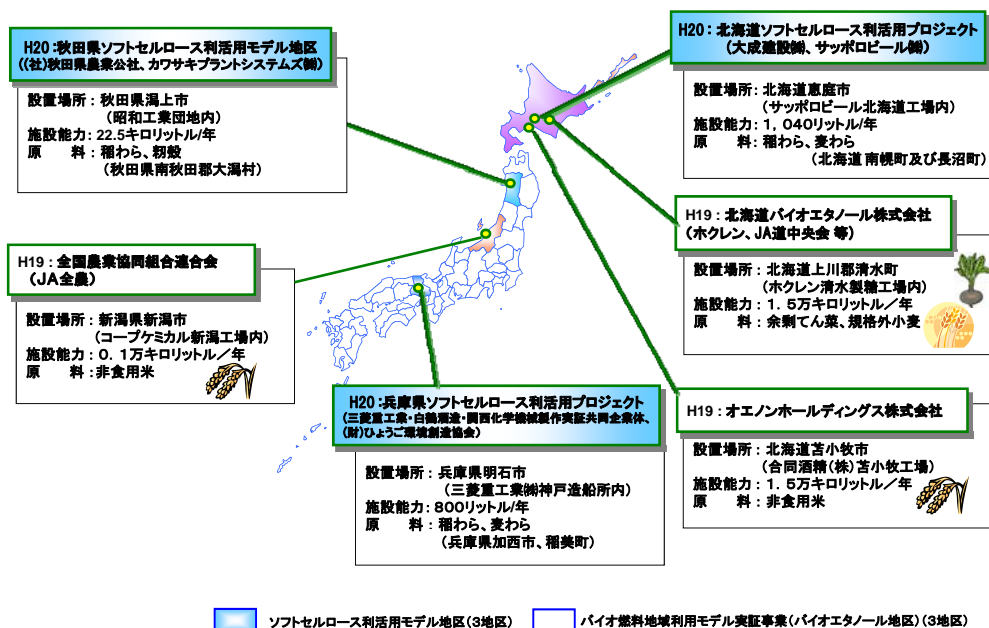 H20：秋田県ソフトセルロース利活用モデル地区
（(社)秋田県農業公社、カワサキプラントシステムズ㈱）
設置場所：秋田県潟上市
（昭和工業団地内）
施設能力：22.5キロリットル/年
原　　料：稲わら、籾殻
（秋田県南秋田郡大潟村）
H20：北海道ソフトセルロース利活用プロジェクト
（大成建設㈱、サッポロビール㈱）
設置場所：北海道恵庭市
（サッポロビール北海道工場内）
施設能力：１，０４０リットル/年
原　　料：稲わら、麦わら
（北海道南幌町及び長沼町）
H19：北海道バイオエタノール株式会社
（ホクレン、JA道中央会 等）
設置場所：北海道上川郡清水町
（ホクレン清水製糖工場内）
施設能力：１．５万キロリットル／年
原　　料：余剰てん菜、規格外小麦
H19：全国農業協同組合連合会
（JA全農）
設置場所：新潟県新潟市
（コープケミカル新潟工場内）
施設能力：０．１万キロリットル／年
原　　料：非食用米
H20：兵庫県ソフトセルロース利活用プロジェクト
（三菱重工業・白鶴酒造・関西化学機械製作実証共同企業体、
(財)ひょうご環境創造協会）
設置場所：兵庫県明石市
（三菱重工業㈱神戸造船所内）
施設能力：800リットル/年
原　　料：稲わら、麦わら
（兵庫県加西市、稲美町）
H19：オエノンホールディングス株式会社
設置場所：北海道苫小牧市
（合同酒精(株)苫小牧工場）
施設能力：１．５万キロリットル／年
原　　料：非食用米
ソフトセルロース利活用モデル地区（3地区）
バイオ燃料地域利用モデル実証事業（バイオエタノール地区）（3地区）